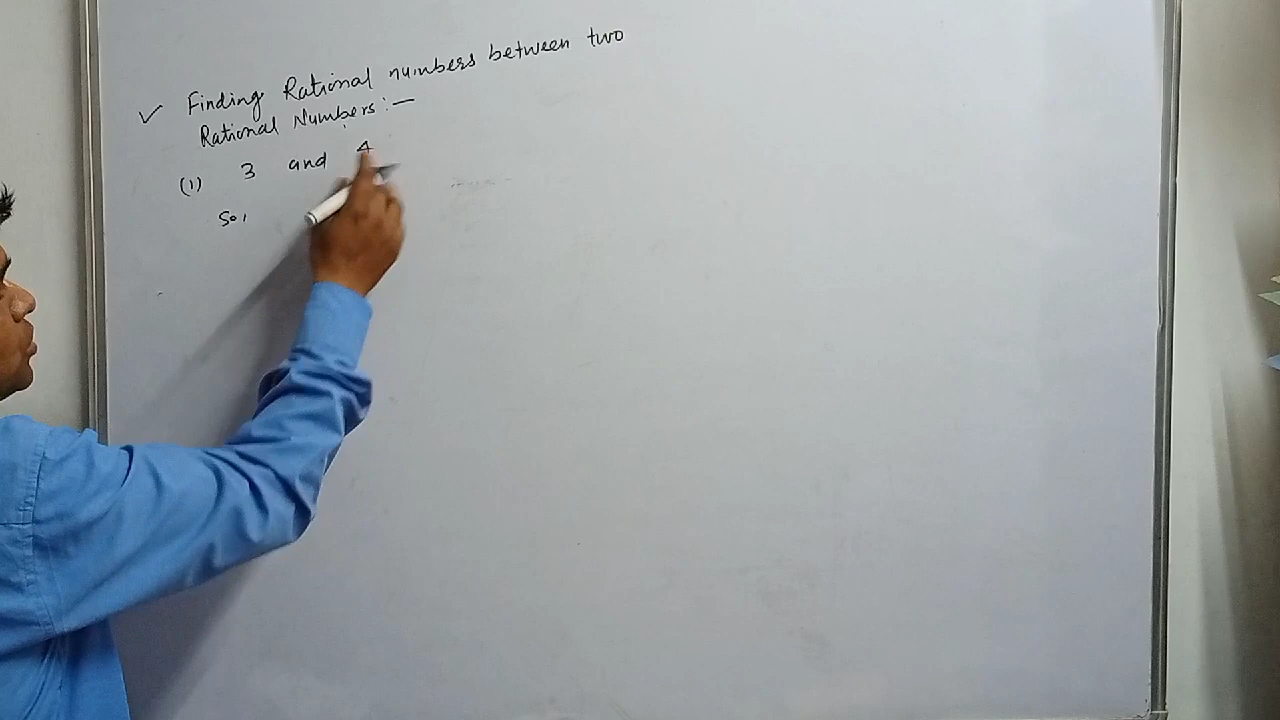 ✓ Finding Rational numbers between two
Rational Numbers:—
(1) 3 and 4
So,